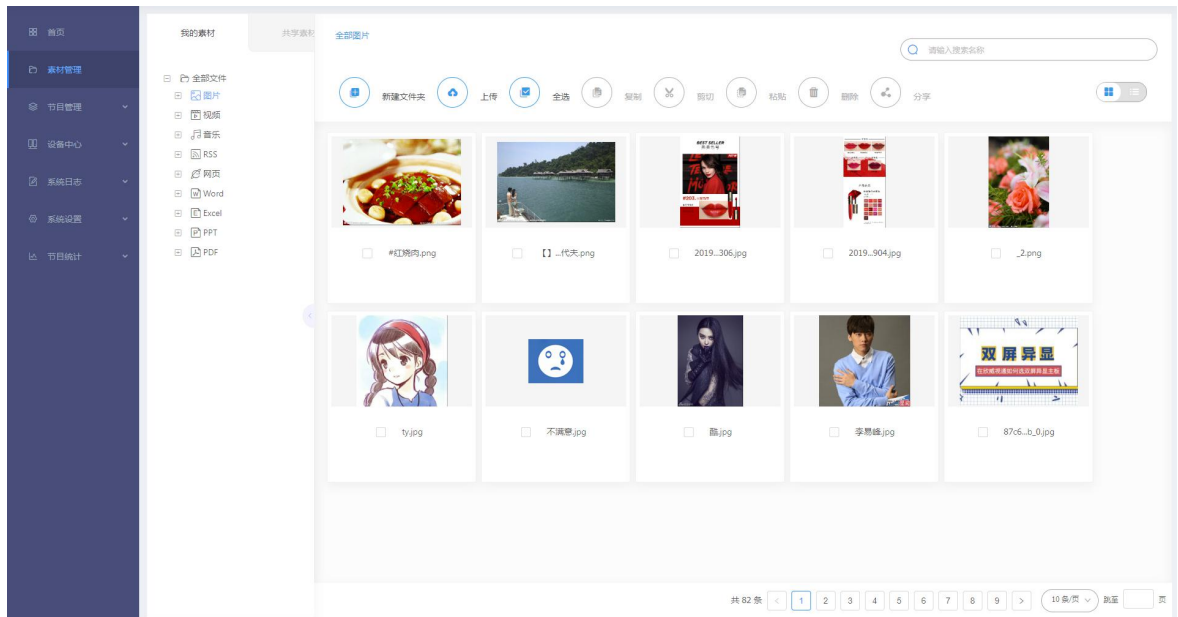 首页
素材管理
节目管理
设备中心
系统日志
系统设置
节目统计
我的素材
共享素材
全部文件
图片
视频
音乐
RSS
网页
Word
Excel
PPT
PDF
全部图片
请输入搜索名称
新建文件夹
上传
全选
复制
剪切
粘贴
删除
分享
BEST SELLER
#红烧肉.png
【】...代夫.png
2019...306.jpg
2019...904.jpg
_2.png
双屏异显
ty.jpg
不满意.jpg
酷.jpg
李易峰.jpg
87c6...b_0.jpg
共 82 条 < 1 2 3 4 5 6 7 8 9 > 10 条/页 跳至 页